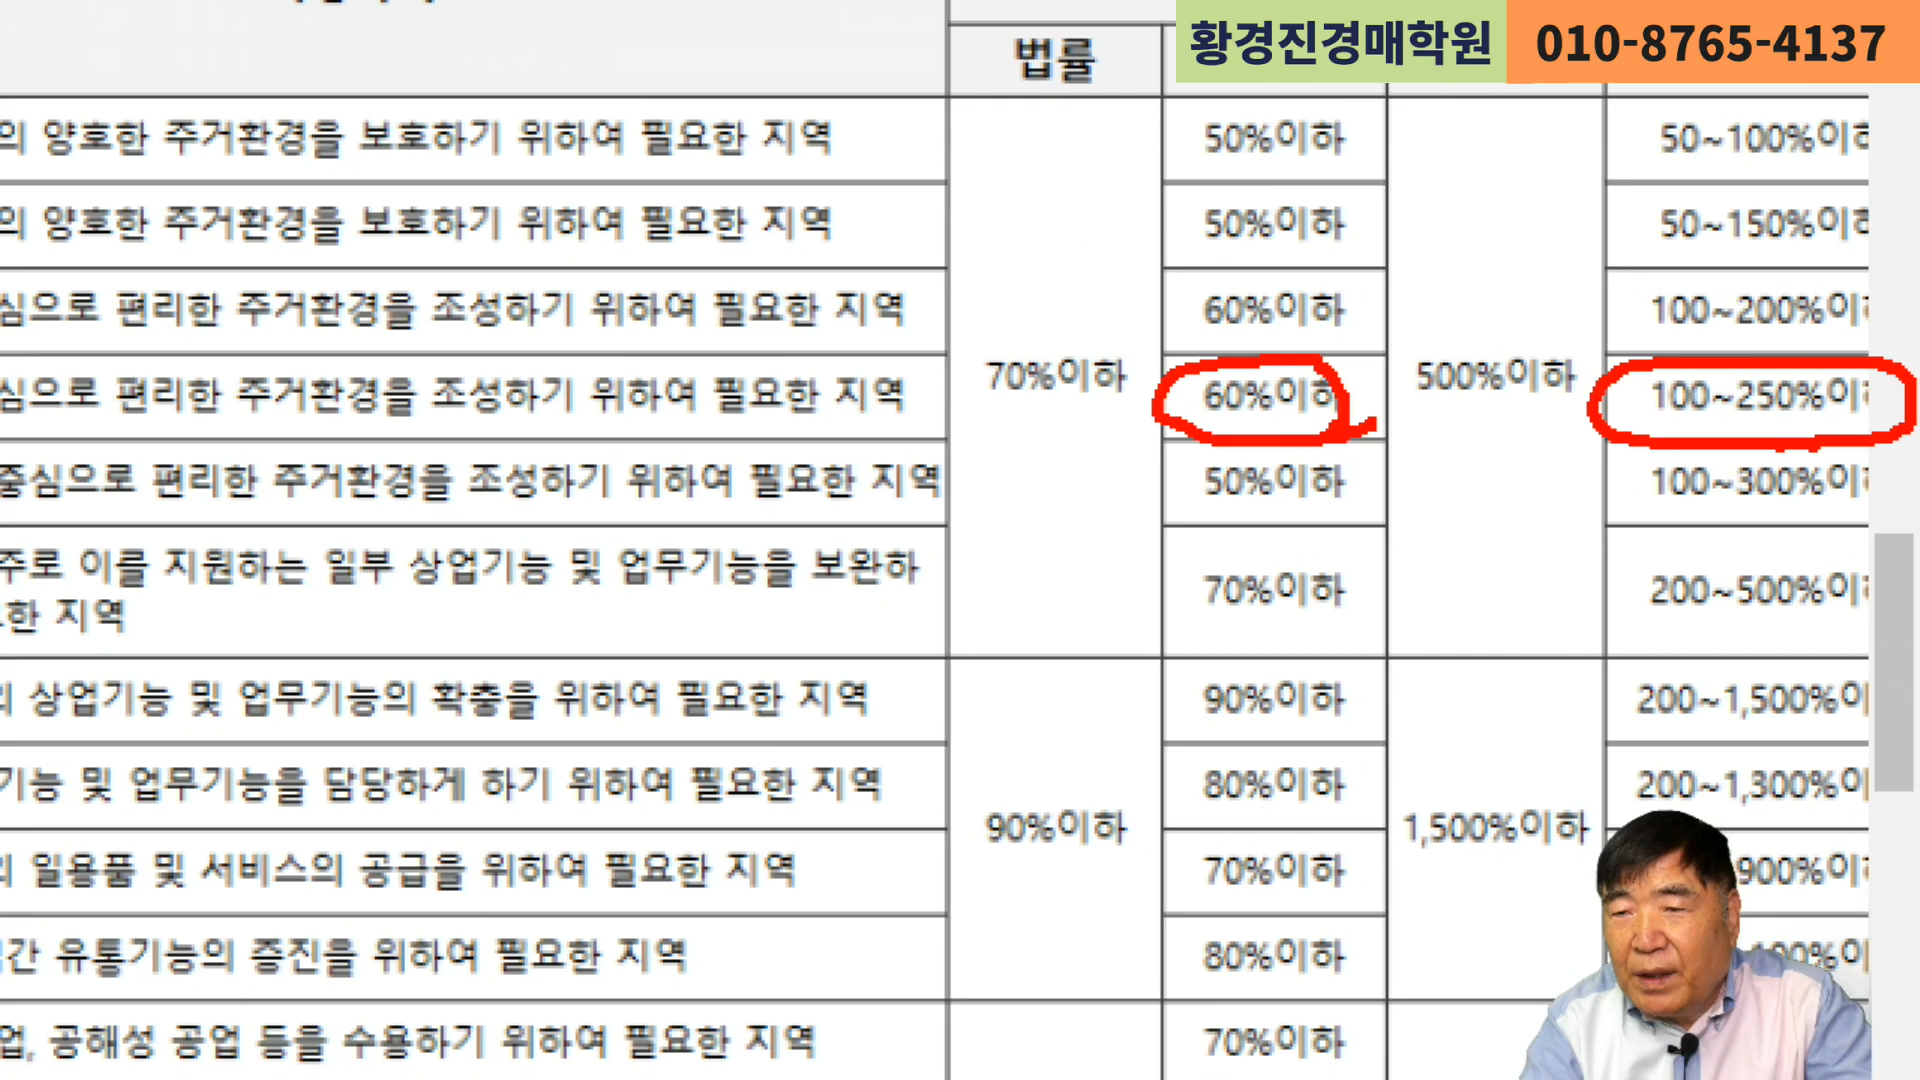 황경진경매학원 010-8765-4137
법률
의 양호한 주거환경을 보호하기 위하여 필요한 지역 50%이하 50~100%이하
의 양호한 주거환경을 보호하기 위하여 필요한 지역 50%이하 50~150%이하
심으로 편리한 주거환경을 조성하기 위하여 필요한 지역 60%이하 100~200%이
70%이하 500%이하
심으로 편리한 주거환경을 조성하기 위하여 필요한 지역 60%이하 100~250%이
중심으로 편리한 주거환경을 조성하기 위하여 필요한 지역 50%이하 100~300%이
주로 이를 지원하는 일부 상업기능 및 업무기능을 보완하
한 지역 70%이하 200~500%이
상업기능 및 업무기능의 확충을 위하여 필요한 지역 90%이하 200~1,500%이
기능 및 업무기능을 담당하게 하기 위하여 필요한 지역 80%이하 200~1,300%이
90%이하 1,500%이하
일용품 및 서비스의 공급을 위하여 필요한 지역 70%이하 900%이
간 유통기능의 증진을 위하여 필요한 지역 80%이하
업, 공해성 공업 등을 수용하기 위하여 필요한 지역 70%이하